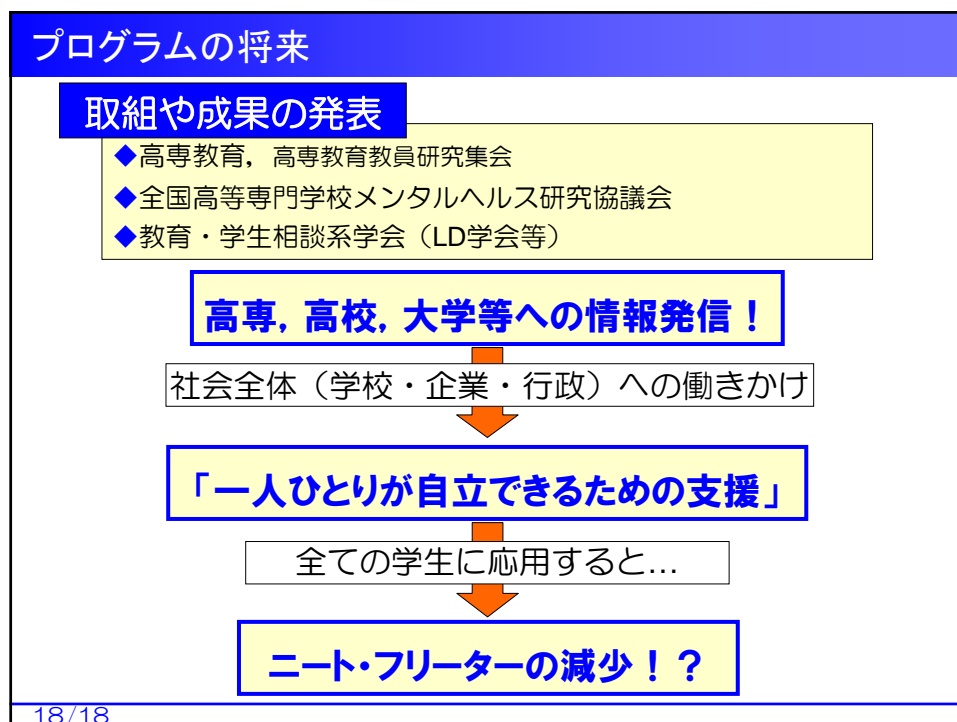 プログラムの将来
取組や成果の発表
◆高専教育，高専教育教員研究集会
◆全国高等専門学校メンタルヘルス研究協議会
◆教育・学生相談系学会（LD学会等）
高専，高校，大学等への情報発信！
社会全体（学校・企業・行政）への働きかけ
「一人ひとりが自立できるための支援」
全ての学生に応用すると…
ニート・フリーターの減少！？
18/18